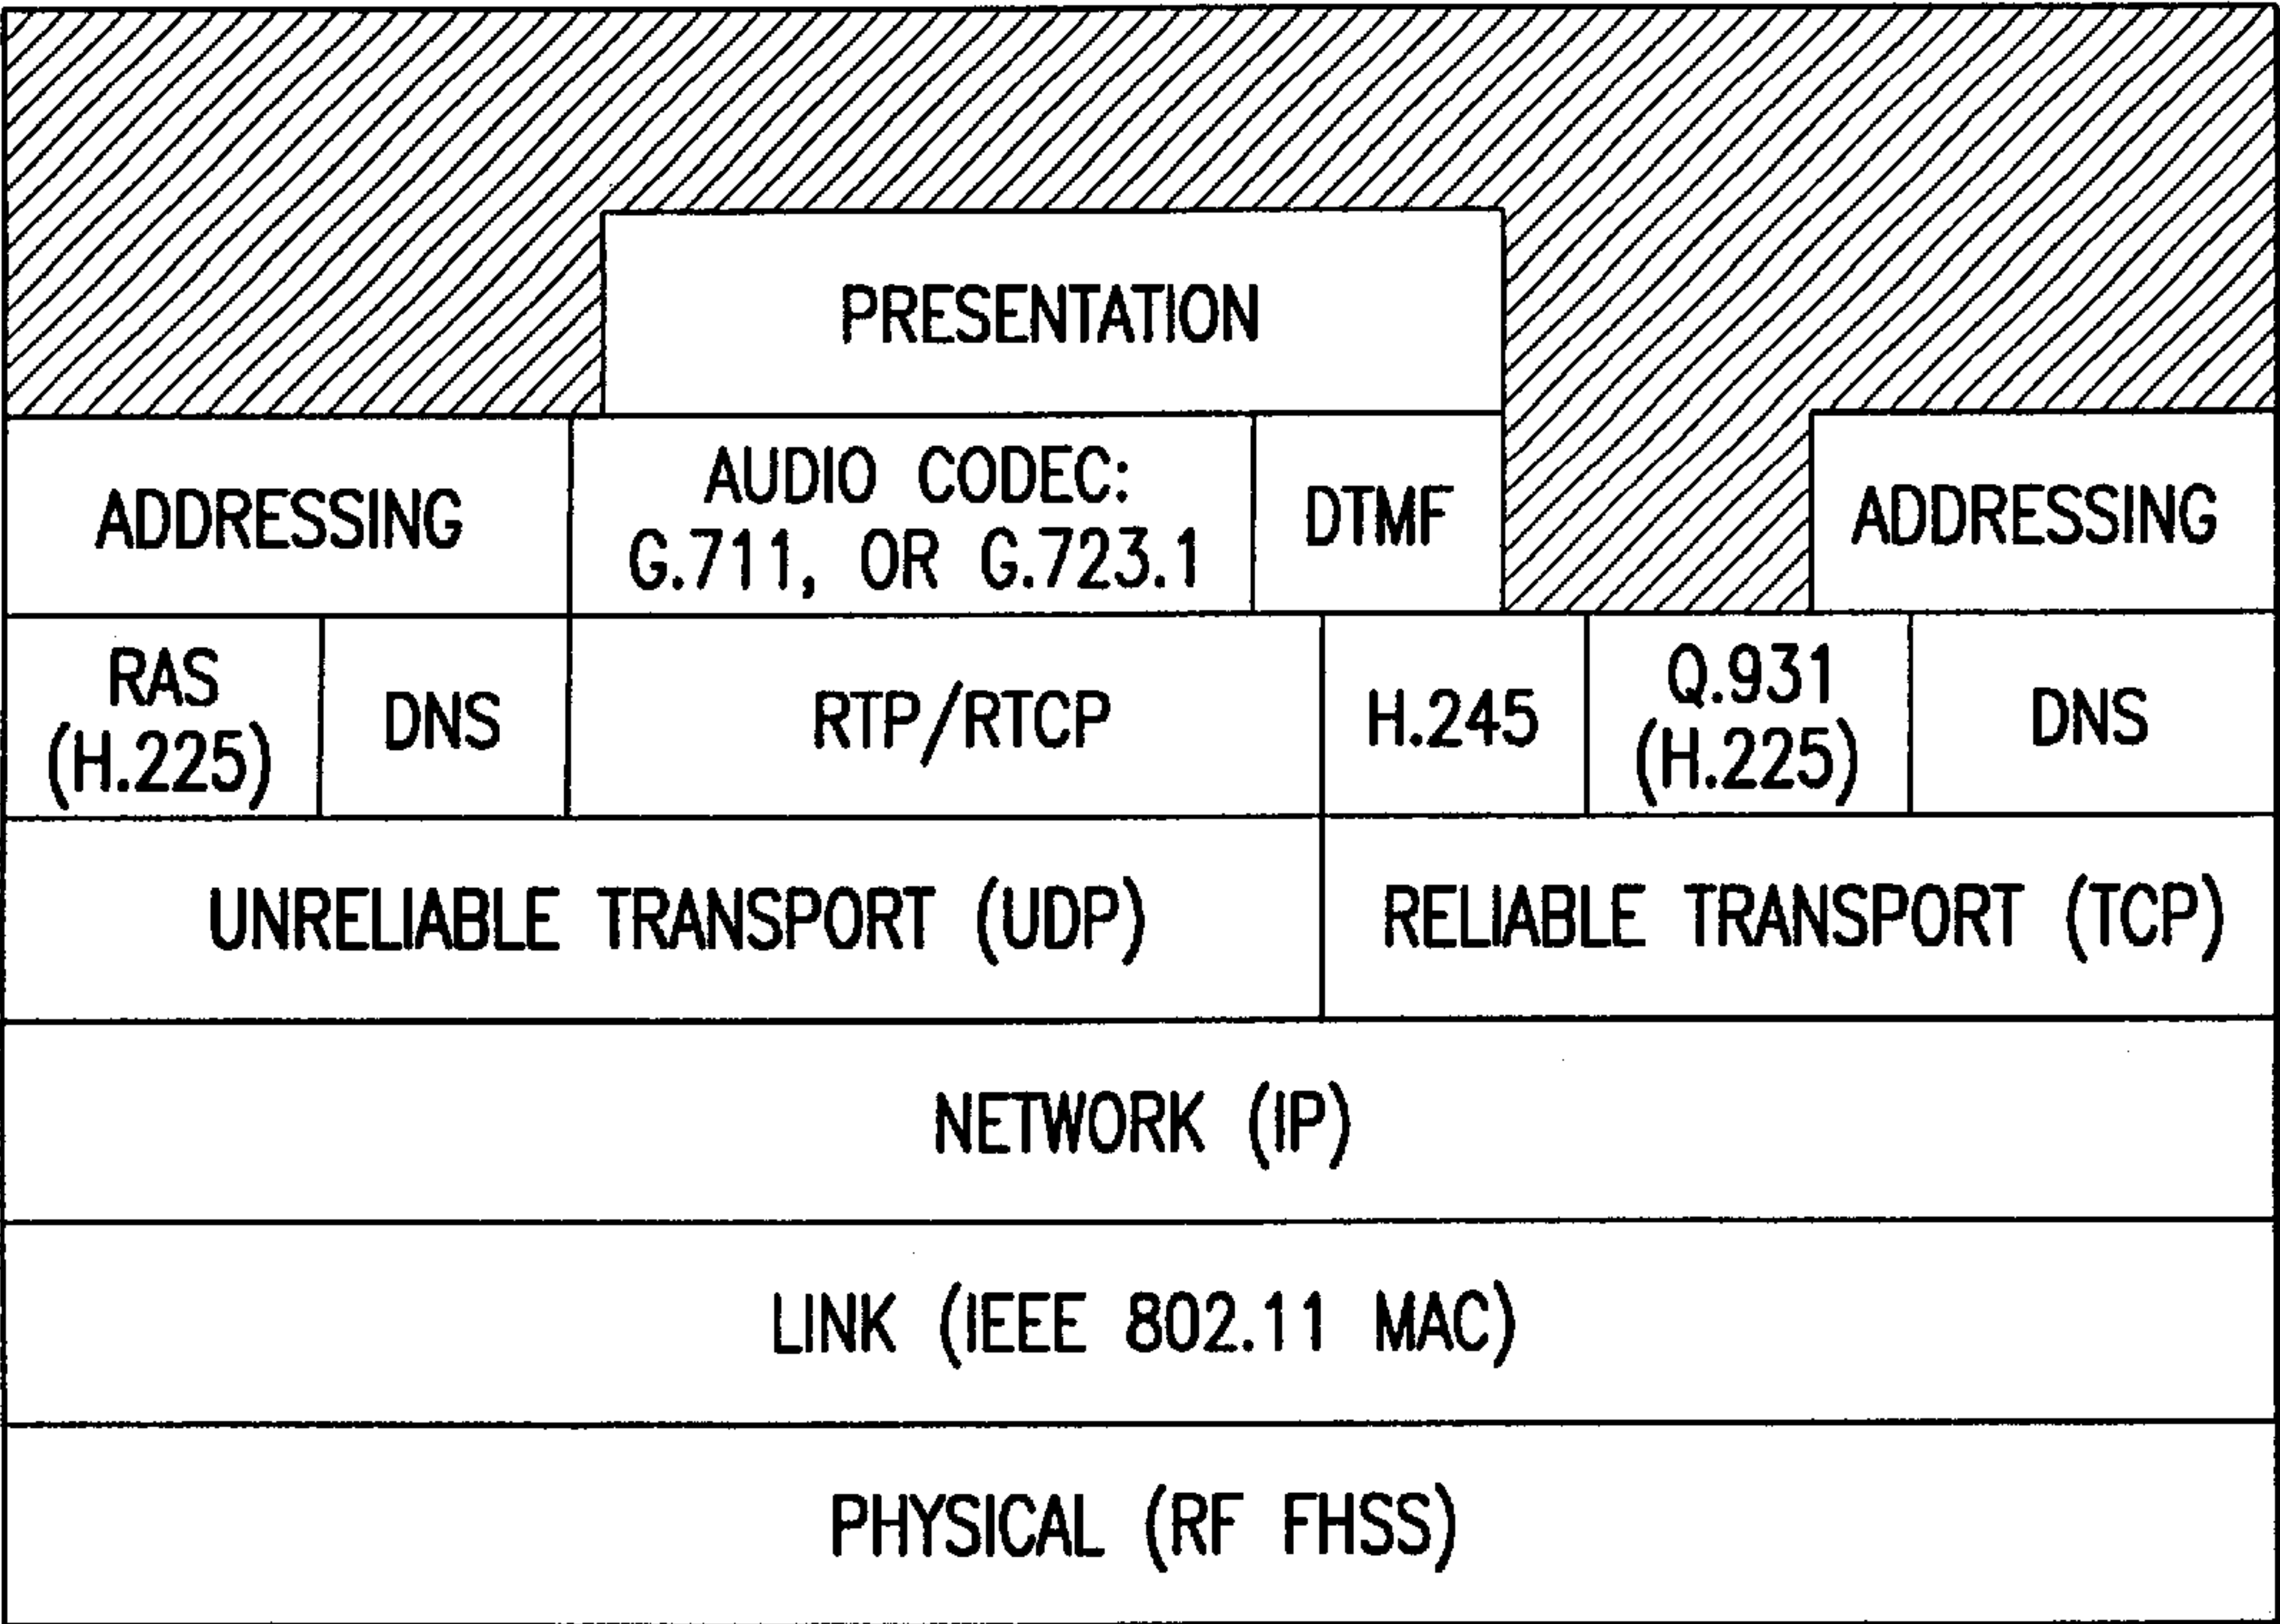 PRESENTATION
ADDRESSING
AUDIO CODEC:
G.711, OR G.723.1
DTMF
ADDRESSING
RAS
(H.225)
DNS
RTP/RTCP
H.245
Q.931
(H.225)
DNS
UNRELIABLE TRANSPORT (UDP)
RELIABLE TRANSPORT (TCP)
NETWORK (IP)
LINK (IEEE 802.11 MAC)
PHYSICAL (RF FHSS)